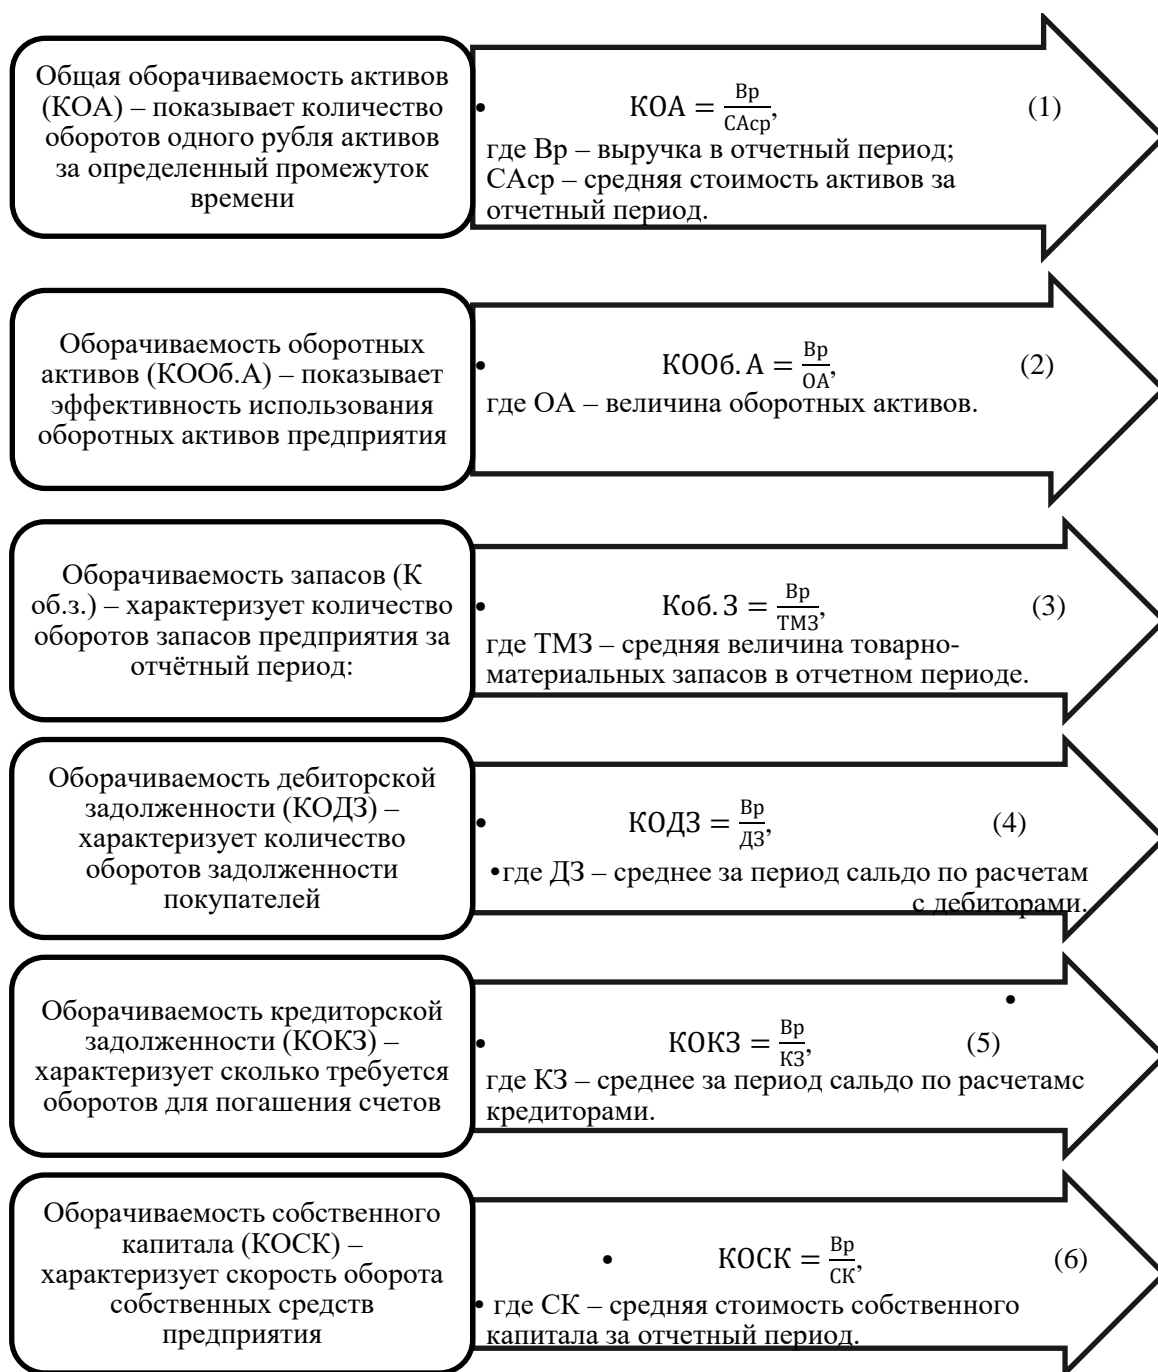 Общая оборачиваемость активов
(КОА) – показывает количество
оборотов одного рубля активов
за определенный промежуток
времени
• КОА = Вр/САср, (1)
где Вр – выручка в отчетный период;
САср – средняя стоимость активов за
отчетный период.
Оборачиваемость оборотных
активов (КООб.А) – показывает
эффективность использования
оборотных активов предприятия
• КООб. А = Вр/ОА, (2)
где ОА – величина оборотных активов.
Оборачиваемость запасов (К
об.з.) – характеризует количество
оборотов запасов предприятия за
отчётный период:
• Коб. З = Вр/ТМЗ, (3)
где ТМЗ – средняя величина товарно-
материальных запасов в отчетном периоде.
Оборачиваемость дебиторской
задолженности (КОДЗ) –
характеризует количество
оборотов задолженности
покупателей
• КОДЗ = Вр/ДЗ, (4)
•где ДЗ – среднее за период сальдо по расчетам
с дебиторами.
Оборачиваемость кредиторской
задолженности (КОКЗ) –
характеризует сколько требуется
оборотов для погашения счетов
•
• КОКЗ = Вр/КЗ, (5)
где КЗ – среднее за период сальдо по расчетамс
кредиторами.
Оборачиваемость собственного
капитала (КОСК) –
характеризует скорость оборота
собственных средств
предприятия
• КОСК = Вр/СК, (6)
• где СК – средняя стоимость собственного
капитала за отчетный период.